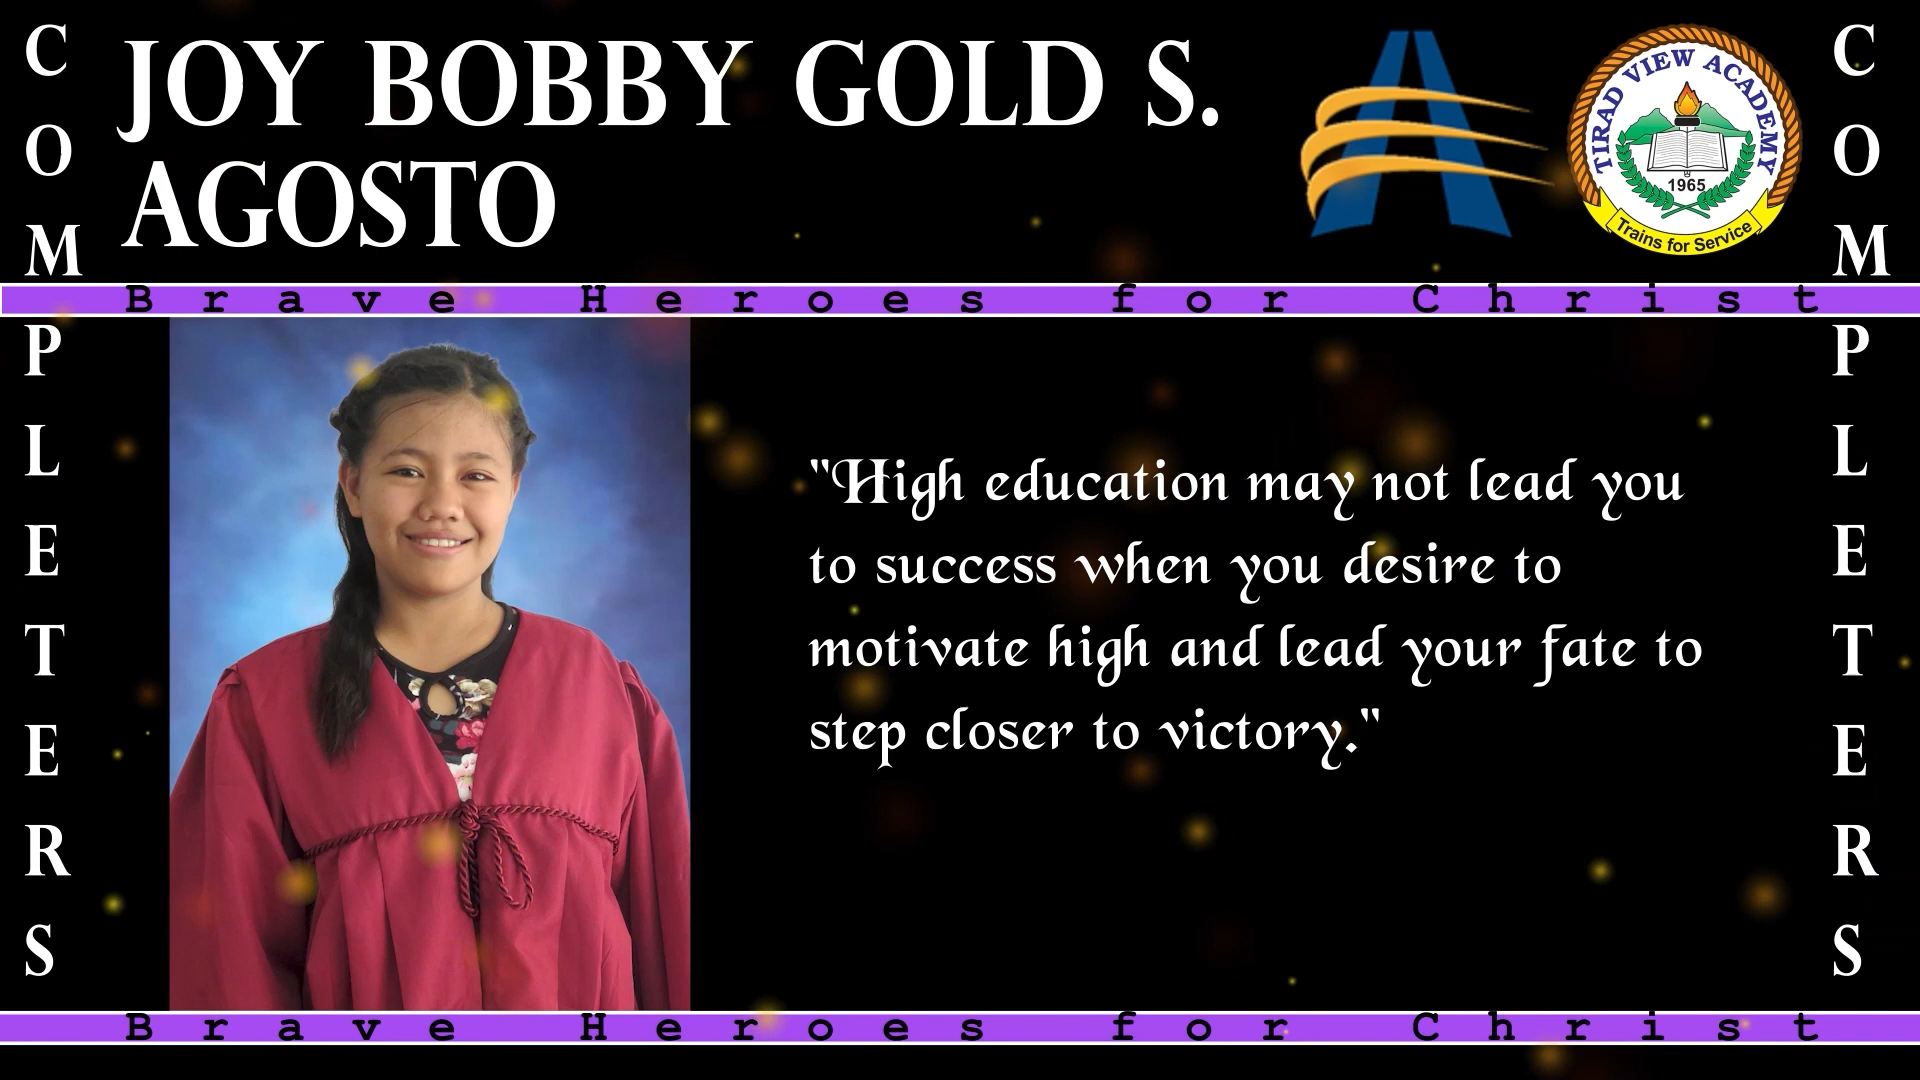 COMPLETERS
JOY BOBBY GOLD S.
AGOSTO
TIRAD VIEW ACADEMY
1965
Trains for Service
COMPLETERS
Brave Heroes for Christ
"High education may not lead you
to success when you desire to
motivate high and lead your fate to
step closer to victory."
Brave Heroes for Christ